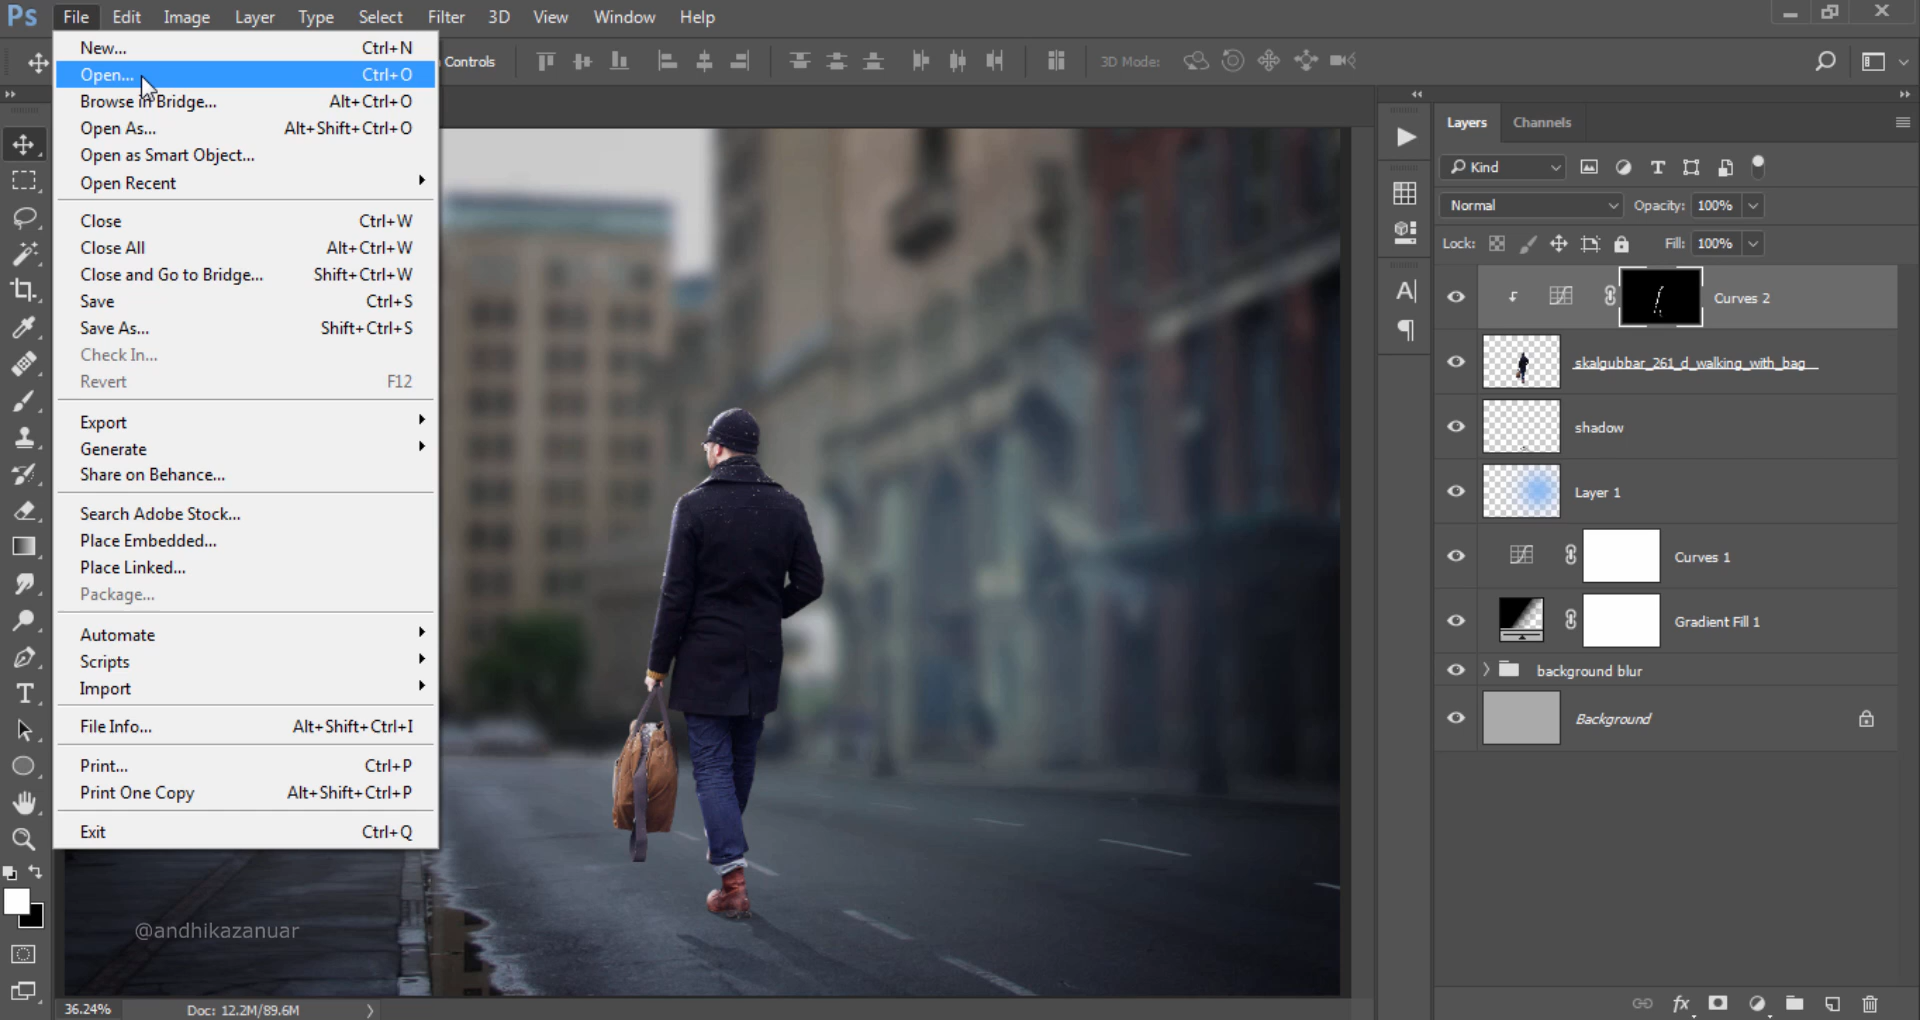 Ps File Edit Image Layer Type Select Filter 3D View Window Help
New... Ctrl+N
Controls
3D Mode:
Open... Ctrl+O
Browse in Bridge... Alt+Ctrl+O
Open As... Alt+Shift+Ctrl+O
Open as Smart Object...
Open Recent
Close Ctrl+W
Close All Alt+Ctrl+W
Close and Go to Bridge... Shift+Ctrl+W
Save Ctrl+S
Save As... Shift+Ctrl+S
Check In...
Revert F12
Export
Generate
Share on Behance...
Search Adobe Stock...
Place Embedded...
Place Linked...
Package...
Automate
Scripts
Import
File Info... Alt+Shift+Ctrl+I
Print... Ctrl+P
Print One Copy Alt+Shift+Ctrl+P
Exit Ctrl+Q
@andhikazanuar
36.24% Doc: 12.2M/89.6M
Layers Channels
Kind
Normal Opacity: 100%
Lock: Fill: 100%
Curves 2
skalgubbar_261_d_walking_with_bag
shadow
Layer 1
Curves 1
Gradient Fill 1
background blur
Background
fx